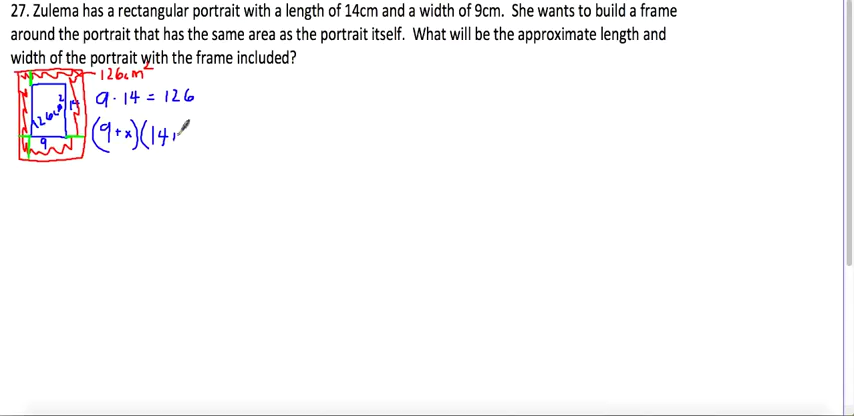 27. Zulema has a rectangular portrait with a length of 14cm and a width of 9cm. She wants to build a frame
around the portrait that has the same area as the portrait itself. What will be the approximate length and
width of the portrait with the frame included?
126cm²
9 · 14 = 126
14
126cm²
(9+x)(14+
9